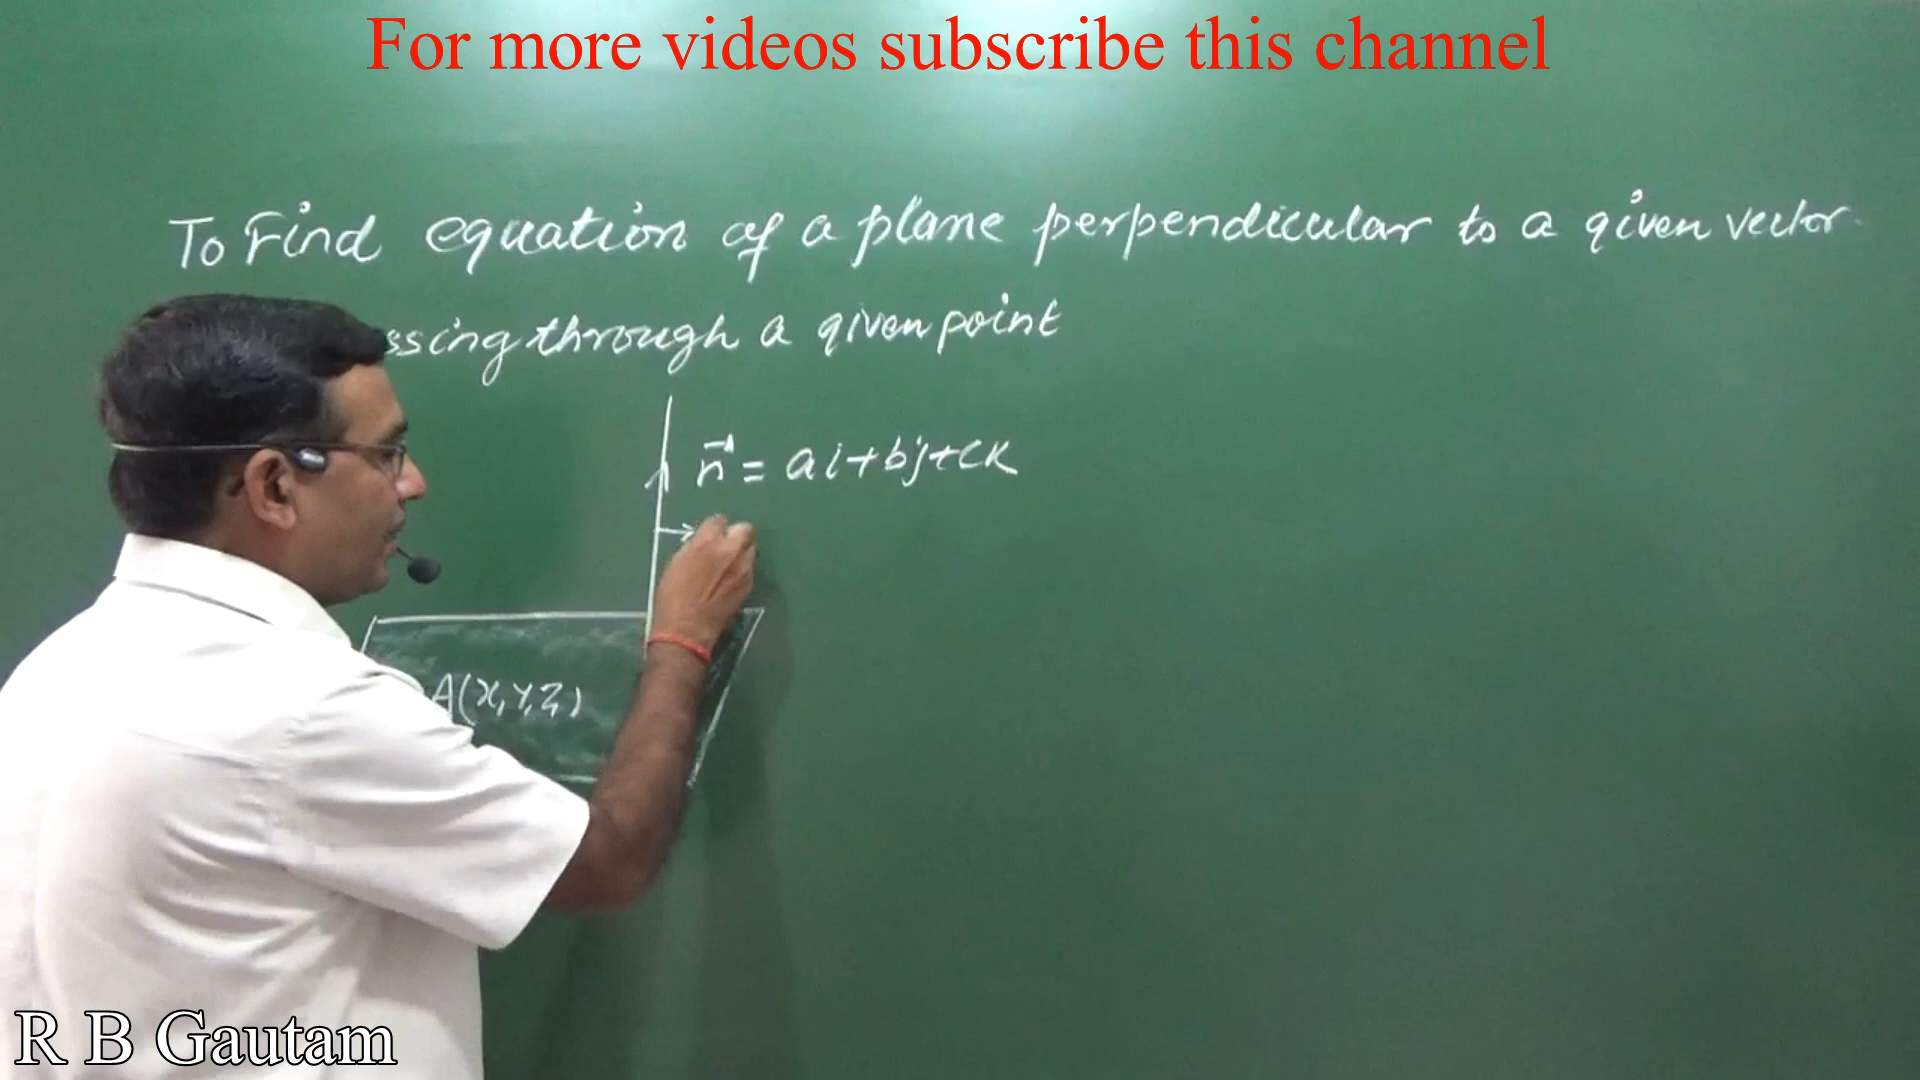 For more videos subscribe this channel
To Find equation of a plane perpendicular to a given vector
ssing through a given point
n⃗ = ai+bj+ck
A(x, y, z)
R B Gautam